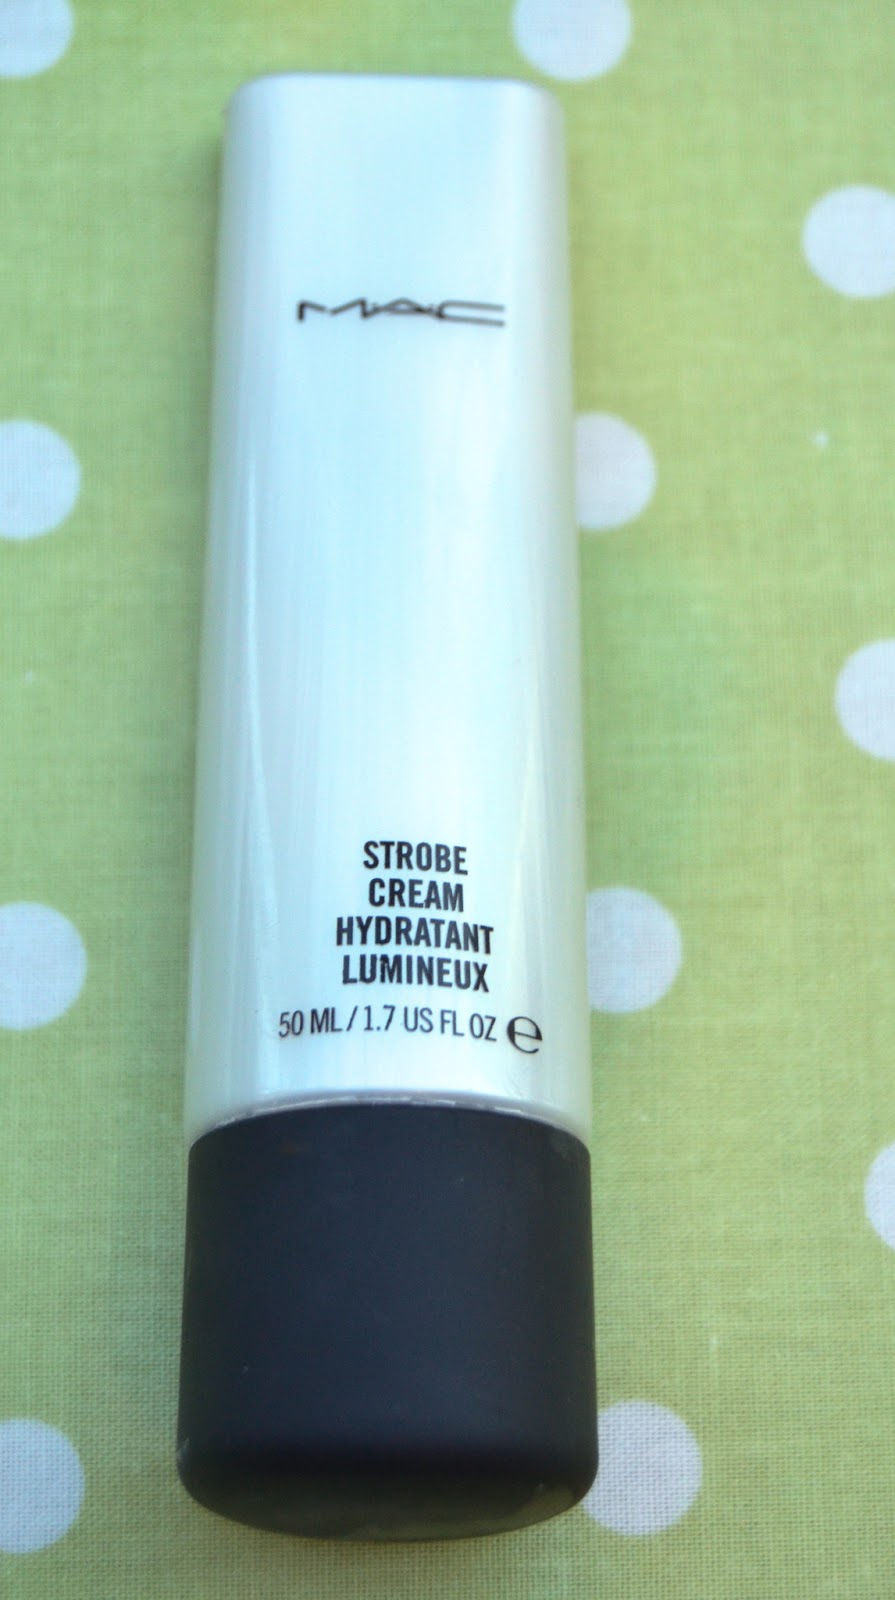 MAC
STROBE
CREAM
HYDRATANT
LUMINEUX
50 ML / 1.7 US FL OZ ℮